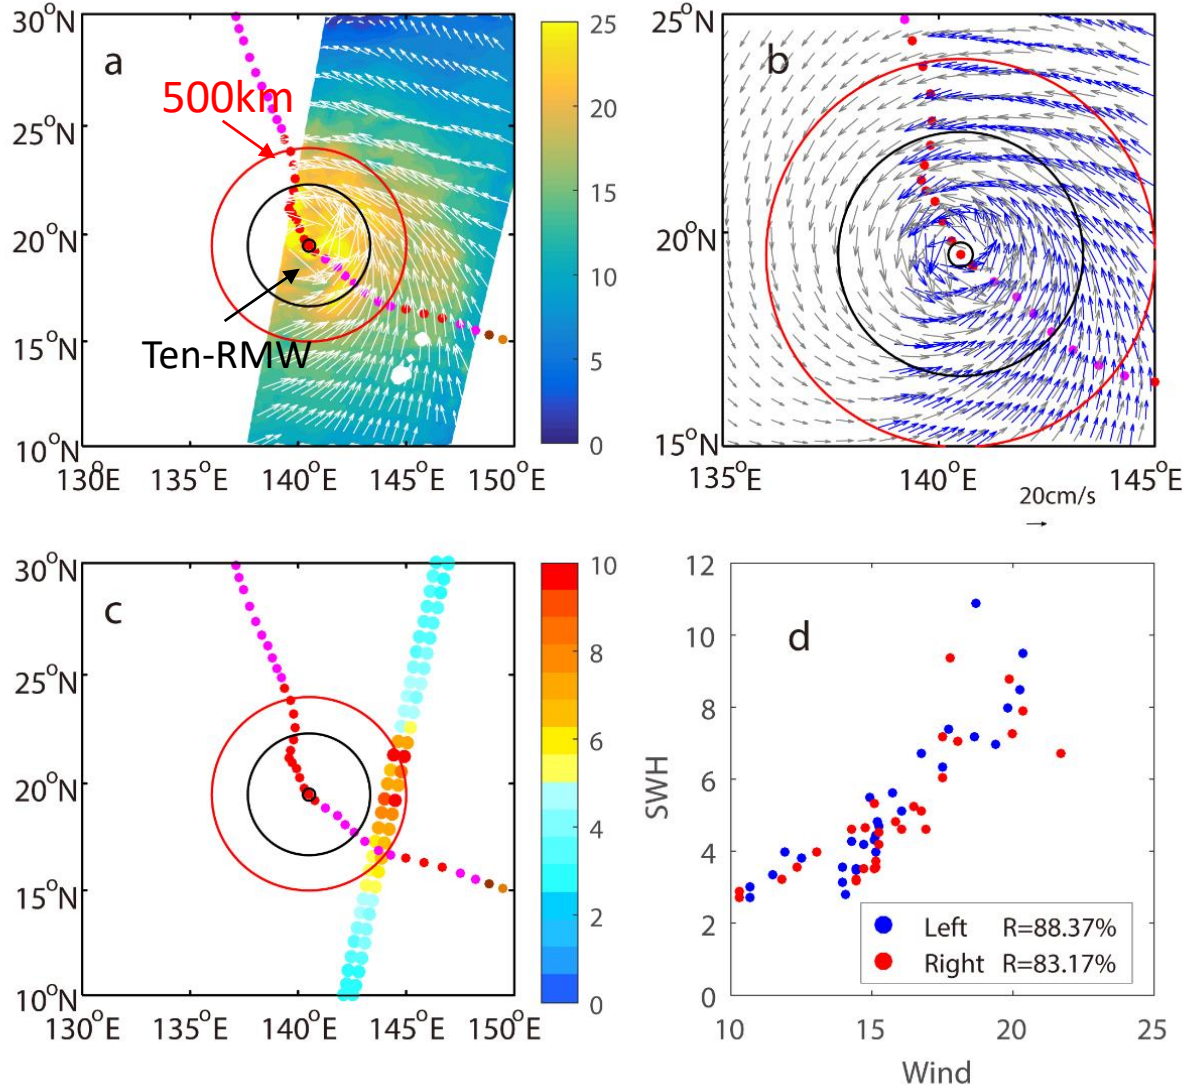 a
500km
Ten-RMW
30°N
25°N
20°N
15°N
10°N
130°E
135°E
140°E
145°E
150°E
25
20
15
10
5
0
b
25°N
20°N
15°N
135°E
140°E
145°E
20cm/s
c
30°N
25°N
20°N
15°N
10°N
130°E
135°E
140°E
145°E
150°E
10
8
6
4
2
0
d
SWH
12
10
8
6
4
2
0
Left R=88.37%
Right R=83.17%
10
15
20
25
Wind